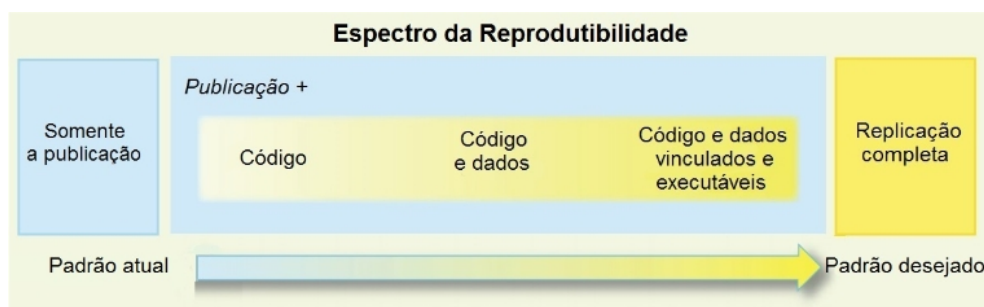 Espectro da Reprodutibilidade
Somente
a publicação
Publicação +
Código
Código
e dados
Código e dados
vinculados e
executáveis
Replicação
completa
Padrão atual
Padrão desejado